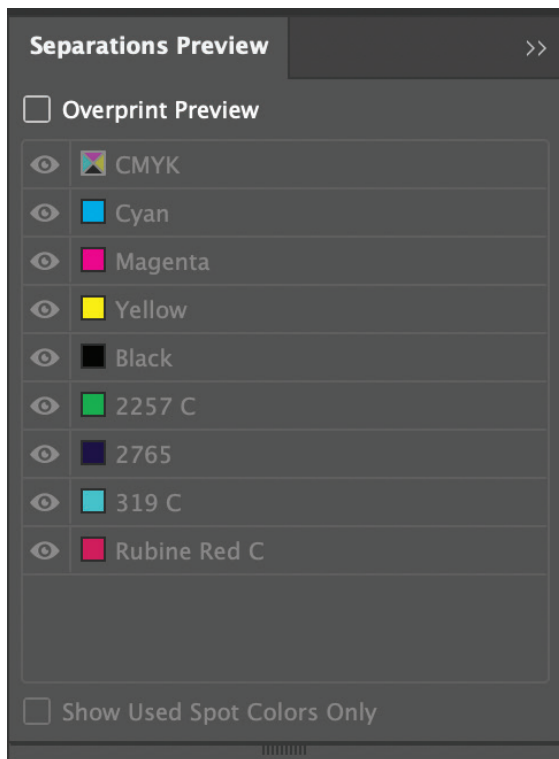 Separations Preview
Overprint Preview
CMYK
Cyan
Magenta
Yellow
Black
2257 C
2765
319 C
Rubine Red C
Show Used Spot Colors Only